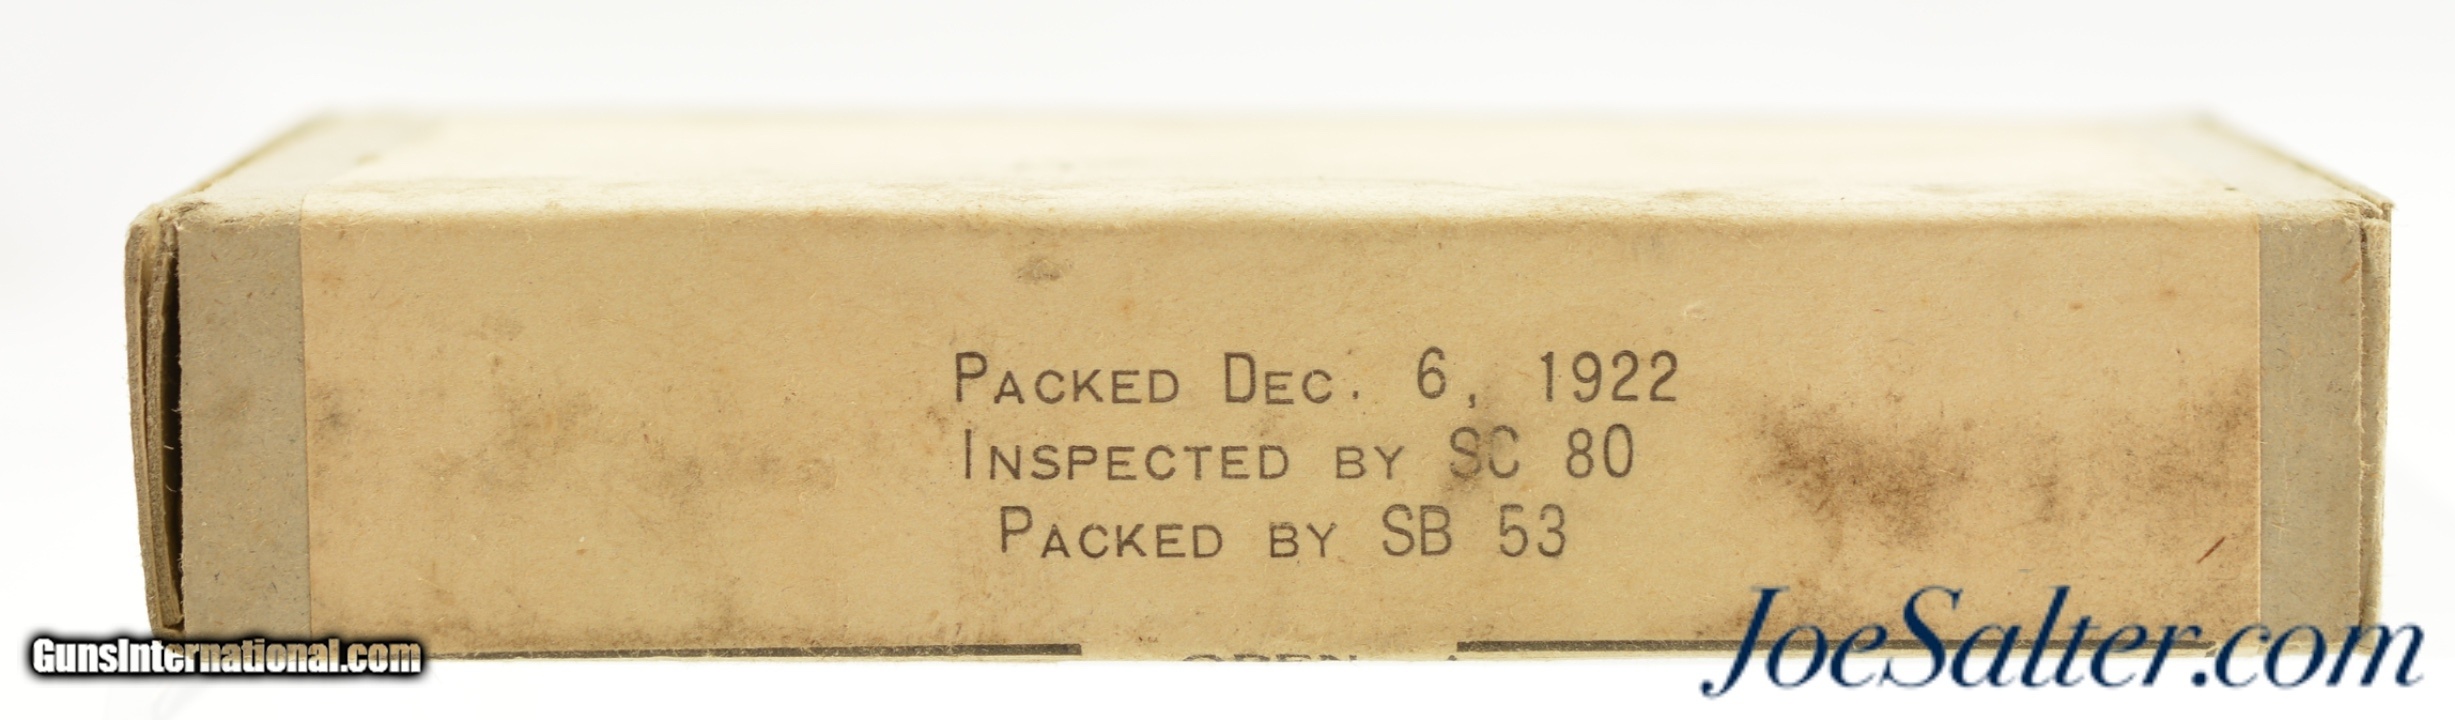 Packed Dec. 6, 1922
Inspected by SC 80
Packed by SB 53
GunsInternational.com
JoeSalter.com